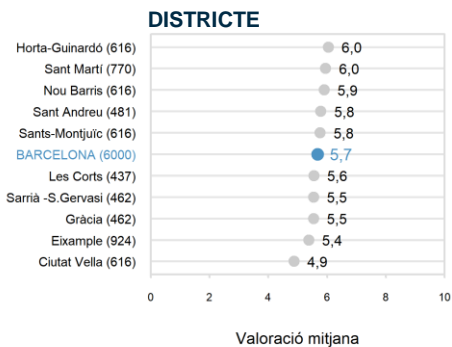 DISTRICTE
Horta-Guinardó (616) 6,0
Sant Martí (770) 6,0
Nou Barris (616) 5,9
Sant Andreu (481) 5,8
Sants-Montjuïc (616) 5,8
BARCELONA (6000) 5,7
Les Corts (437) 5,6
Sarrià -S.Gervasi (462) 5,5
Gràcia (462) 5,5
Eixample (924) 5,4
Ciutat Vella (616) 4,9
0 2 4 6 8 10
Valoració mitjana